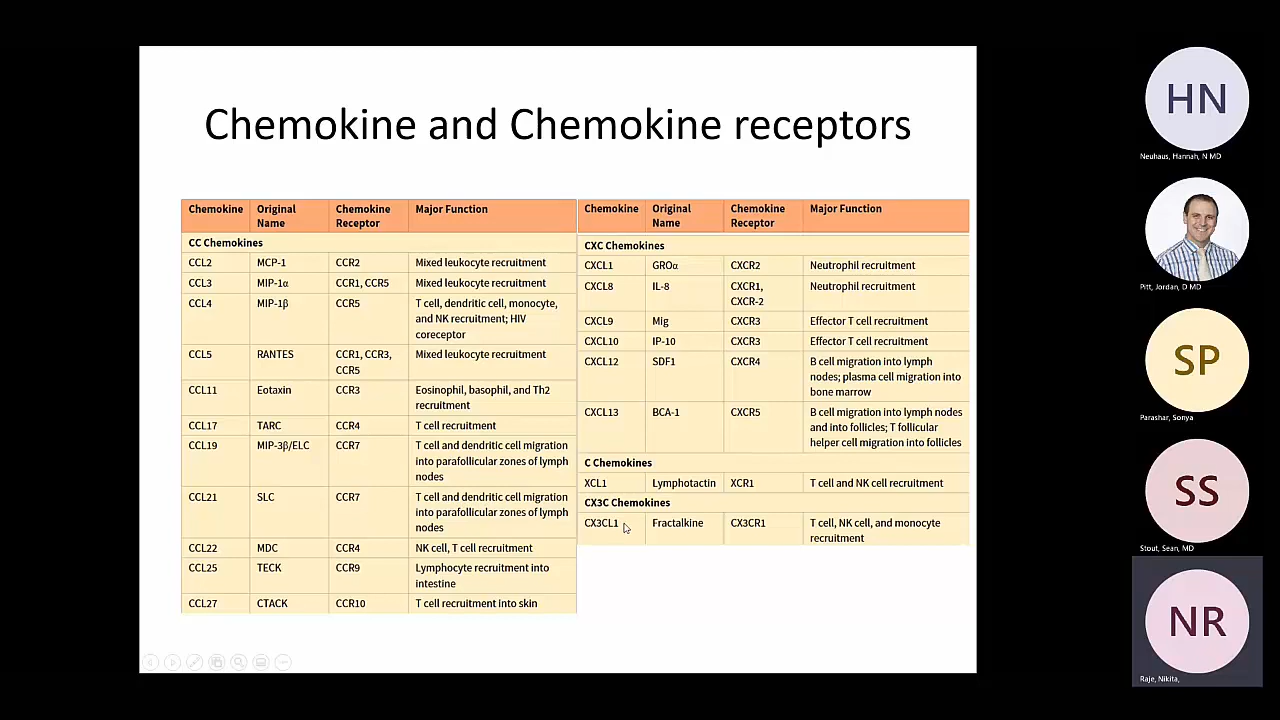 Chemokine and Chemokine receptors
Chemokine Original Name Chemokine Receptor Major Function
CC Chemokines
CCL2 MCP-1 CCR2 Mixed leukocyte recruitment
CCL3 MIP-1α CCR1, CCR5 Mixed leukocyte recruitment
CCL4 MIP-1β CCR5 T cell, dendritic cell, monocyte,
and NK recruitment; HIV
coreceptor
CCL5 RANTES CCR1, CCR3, Mixed leukocyte recruitment
CCR5
CCL11 Eotaxin CCR3 Eosinophil, basophil, and Th2
recruitment
CCL17 TARC CCR4 T cell recruitment
CCL19 MIP-3β/ELC CCR7 T cell and dendritic cell migration
into parafollicular zones of lymph
nodes
CCL21 SLC CCR7 T cell and dendritic cell migration
into parafollicular zones of lymph
nodes
CCL22 MDC CCR4 NK cell, T cell recruitment
CCL25 TECK CCR9 Lymphocyte recruitment into
intestine
CCL27 CTACK CCR10 T cell recruitment into skin
Chemokine Original Name Chemokine Receptor Major Function
CXC Chemokines
CXCL1 GROα CXCR2 Neutrophil recruitment
CXCL8 IL-8 CXCR1, Neutrophil recruitment
CXCR-2
CXCL9 Mig CXCR3 Effector T cell recruitment
CXCL10 IP-10 CXCR3 Effector T cell recruitment
CXCL12 SDF1 CXCR4 B cell migration into lymph
nodes; plasma cell migration into
bone marrow
CXCL13 BCA-1 CXCR5 B cell migration into lymph nodes
and into follicles; T follicular
helper cell migration into follicles
C Chemokines
XCL1 Lymphotactin XCR1 T cell and NK cell recruitment
CX3C Chemokines
CX3CL1 Fractalkine CX3CR1 T cell, NK cell, and monocyte
recruitment
HN
Neuhaus, Hannah, N MD
Pitt, Jordan, D MD
SP
Parashar, Sonya
SS
Stout, Sean, MD
NR
Raje, Nikita,